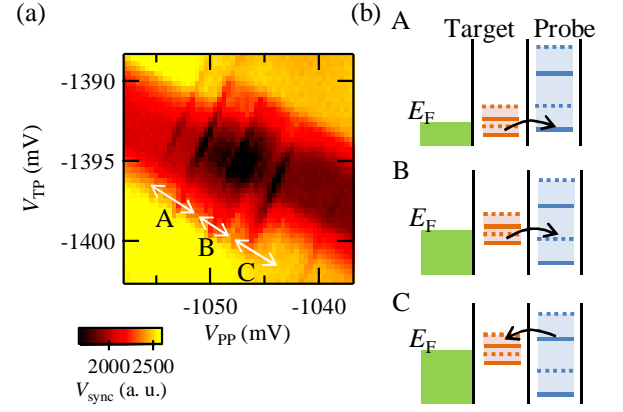 (a)
(b)
A
Target
Probe
-1390
-1395
-1400
V_TP (mV)
A
B
C
-1050
-1040
V_PP (mV)
2000
2500
V_sync (a. u.)
E_F
B
E_F
C
E_F